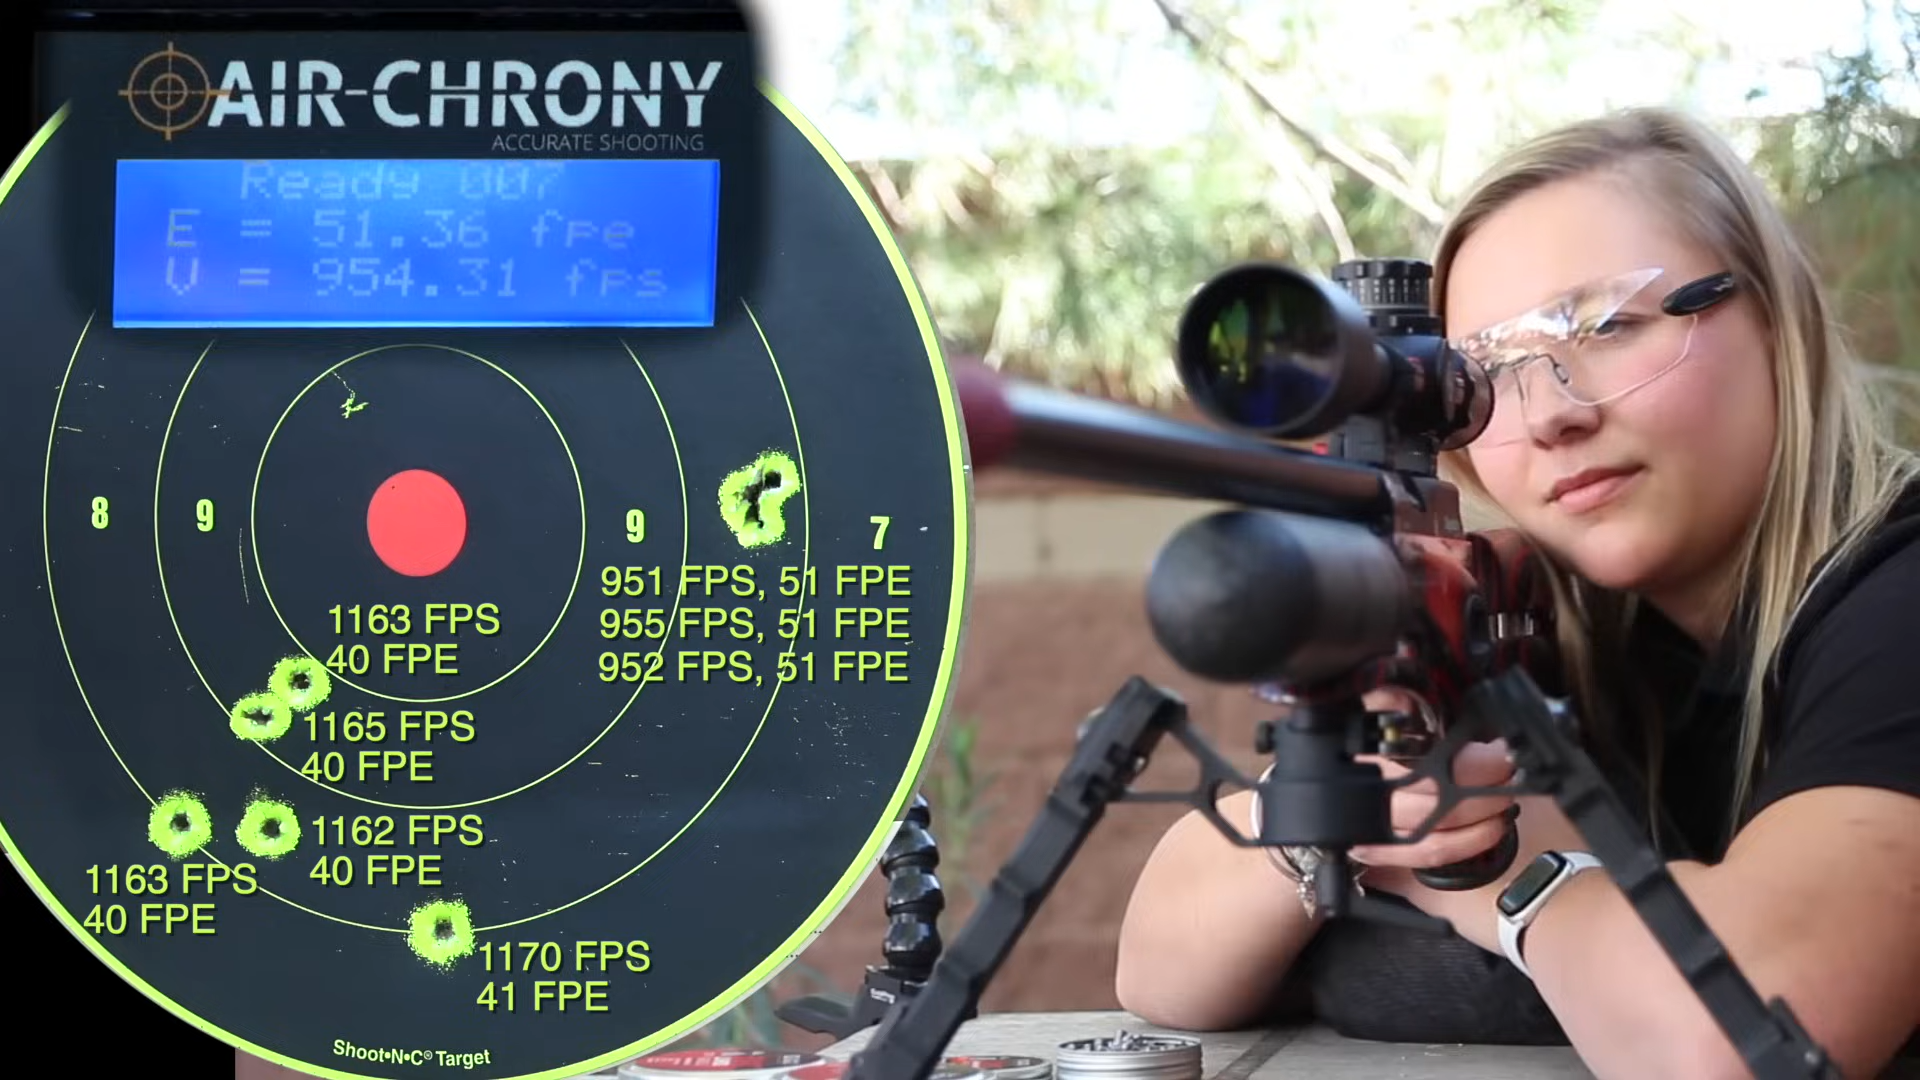 AIR-CHRONY
ACCURATE SHOOTING
Ready 007
E = 51.36 fpe
V = 954.31 fps
8
9
9
7
951 FPS, 51 FPE
955 FPS, 51 FPE
952 FPS, 51 FPE
1163 FPS
40 FPE
1165 FPS
40 FPE
1162 FPS
40 FPE
1163 FPS
40 FPE
1170 FPS
41 FPE
Shoot•N•C® Target